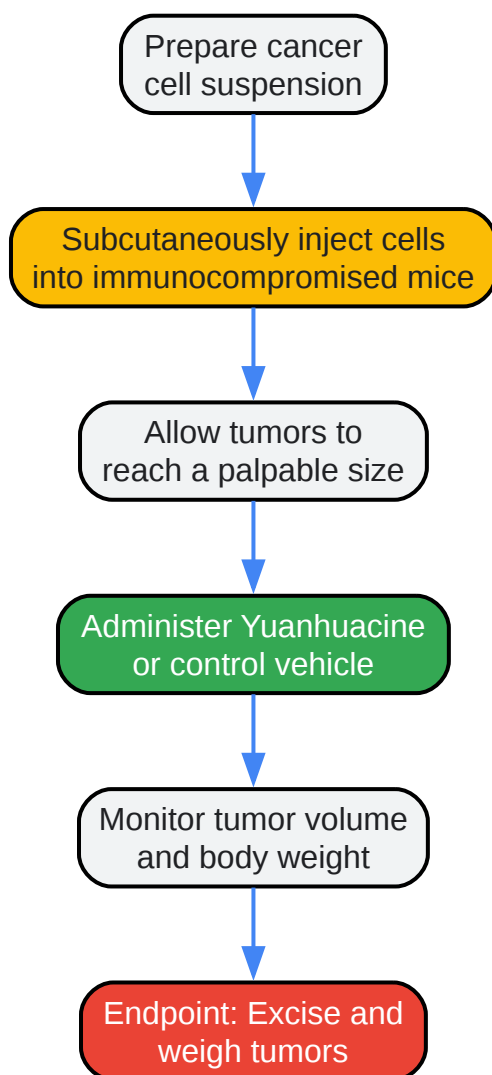 Prepare cancer
cell suspension
Subcutaneously inject cells
into immunocompromised mice
Allow tumors to
reach a palpable size
Administer Yuanhuacine
or control vehicle
Monitor tumor volume
and body weight
Endpoint: Excise and
weigh tumors